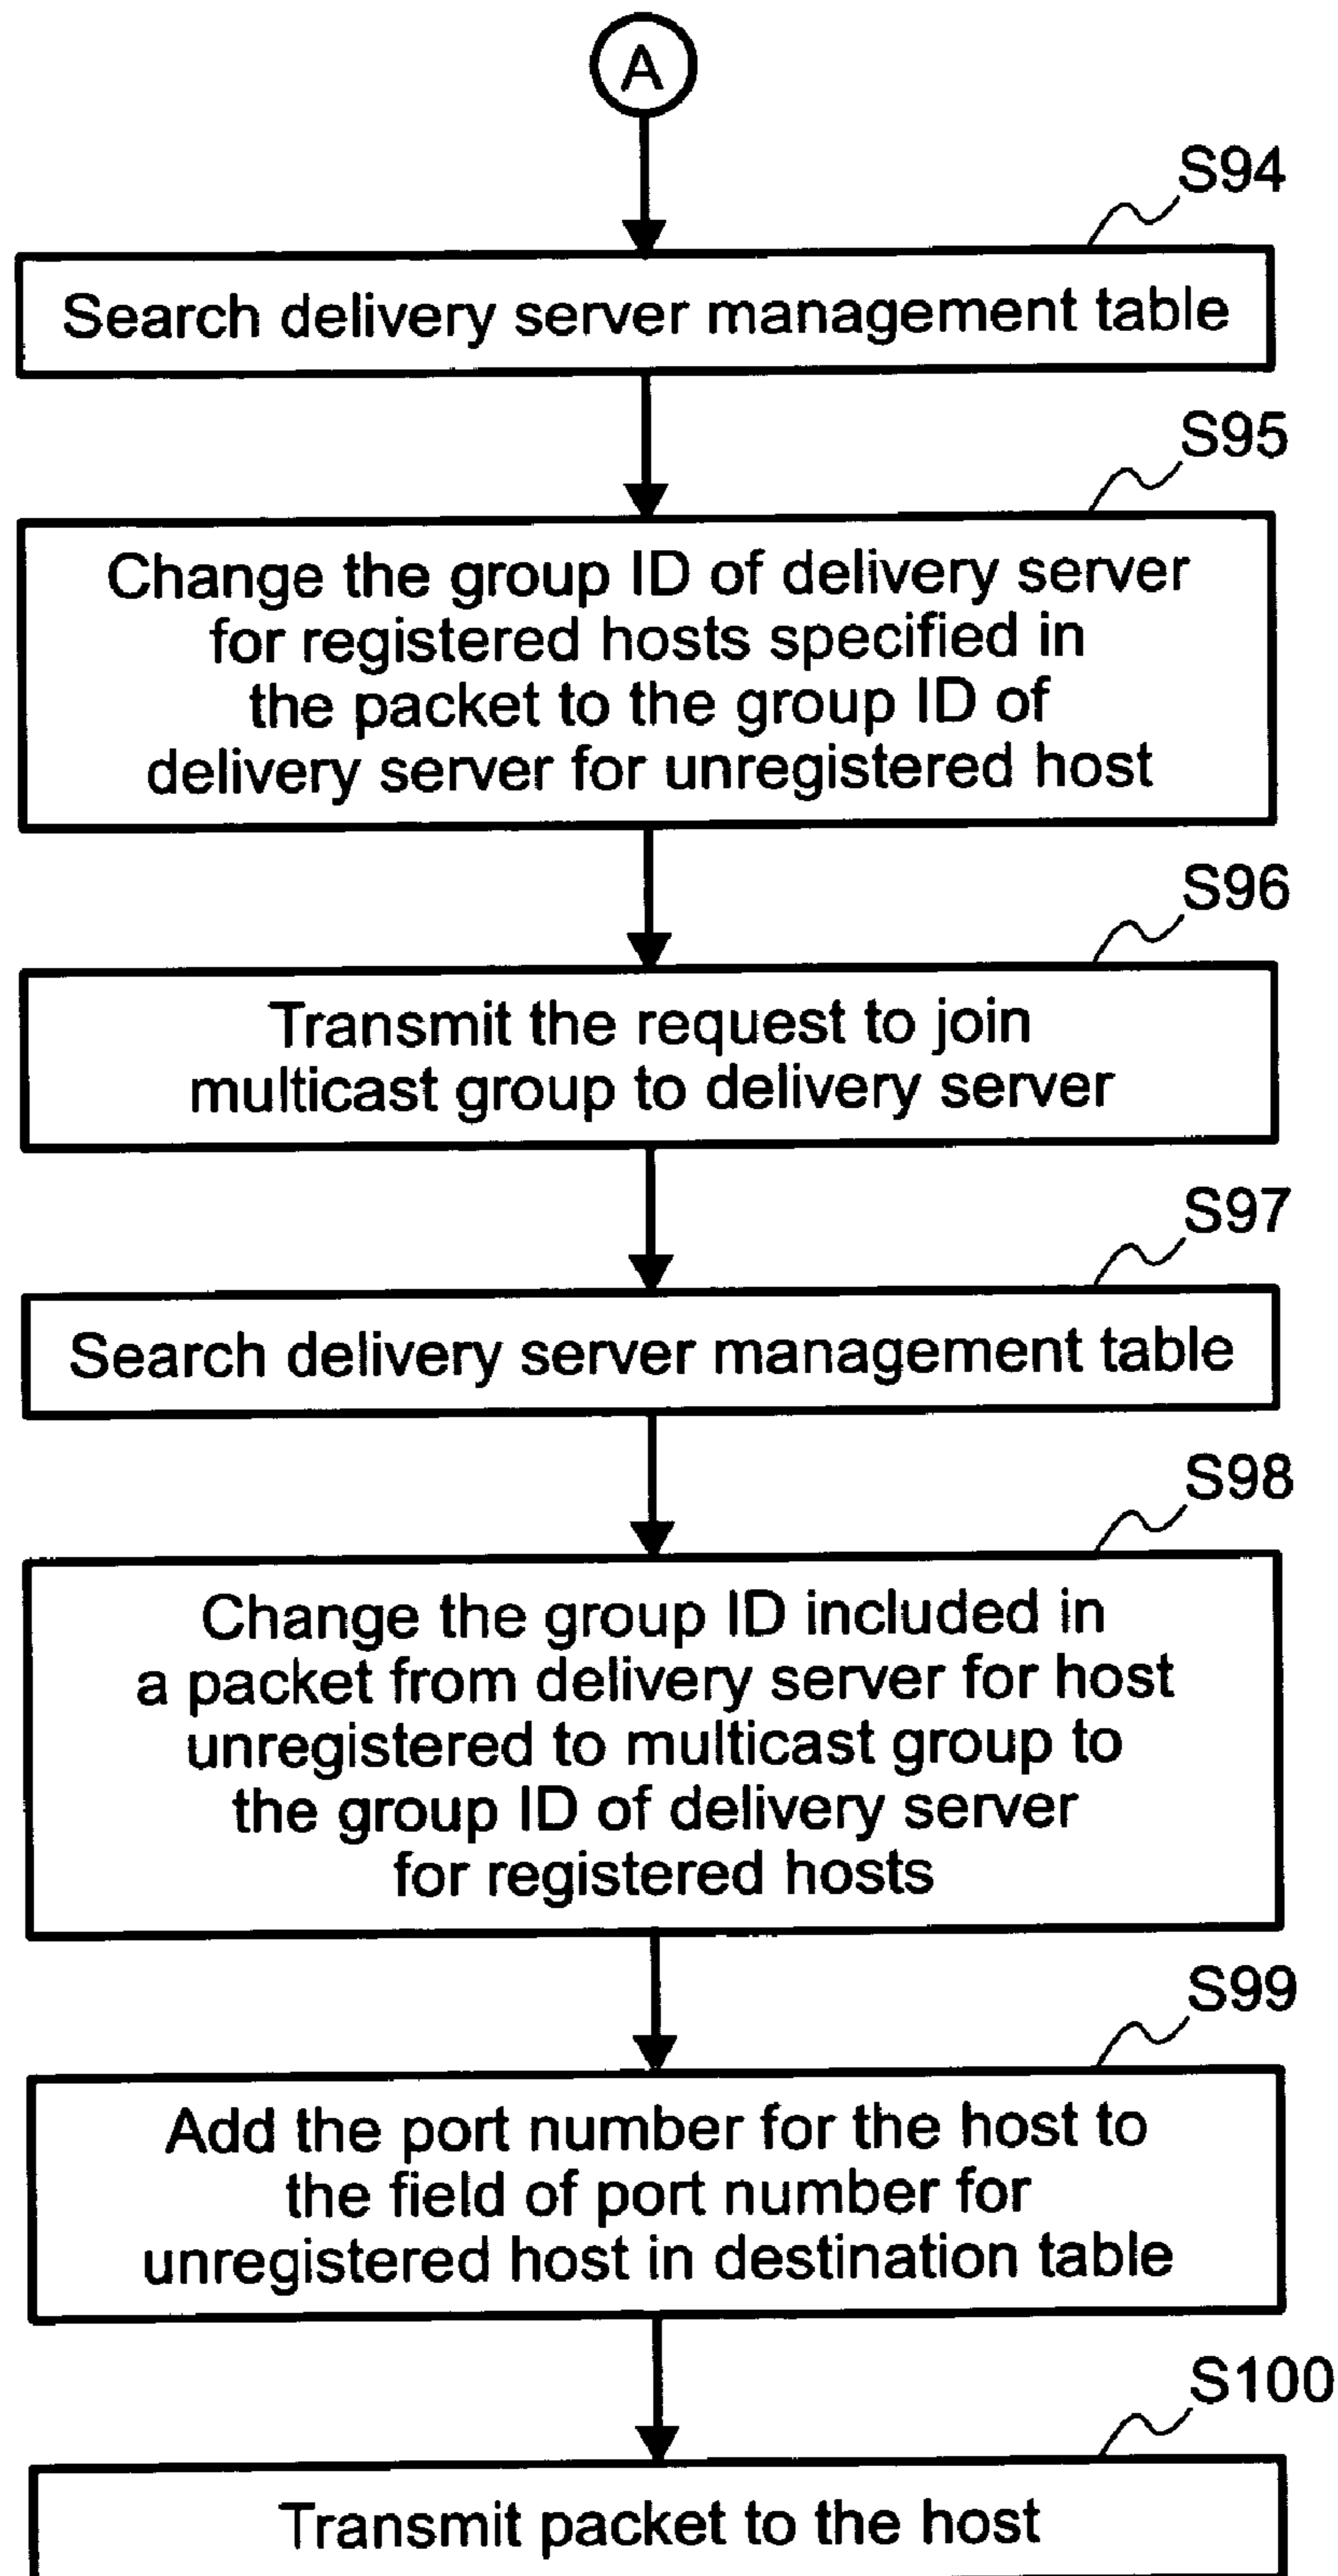 A
S94
Search delivery server management table
S95
Change the group ID of delivery server
for registered hosts specified in
the packet to the group ID of
delivery server for unregistered host
S96
Transmit the request to join
multicast group to delivery server
S97
Search delivery server management table
S98
Change the group ID included in
a packet from delivery server for host
unregistered to multicast group to
the group ID of delivery server
for registered hosts
S99
Add the port number for the host to
the field of port number for
unregistered host in destination table
S100
Transmit packet to the host